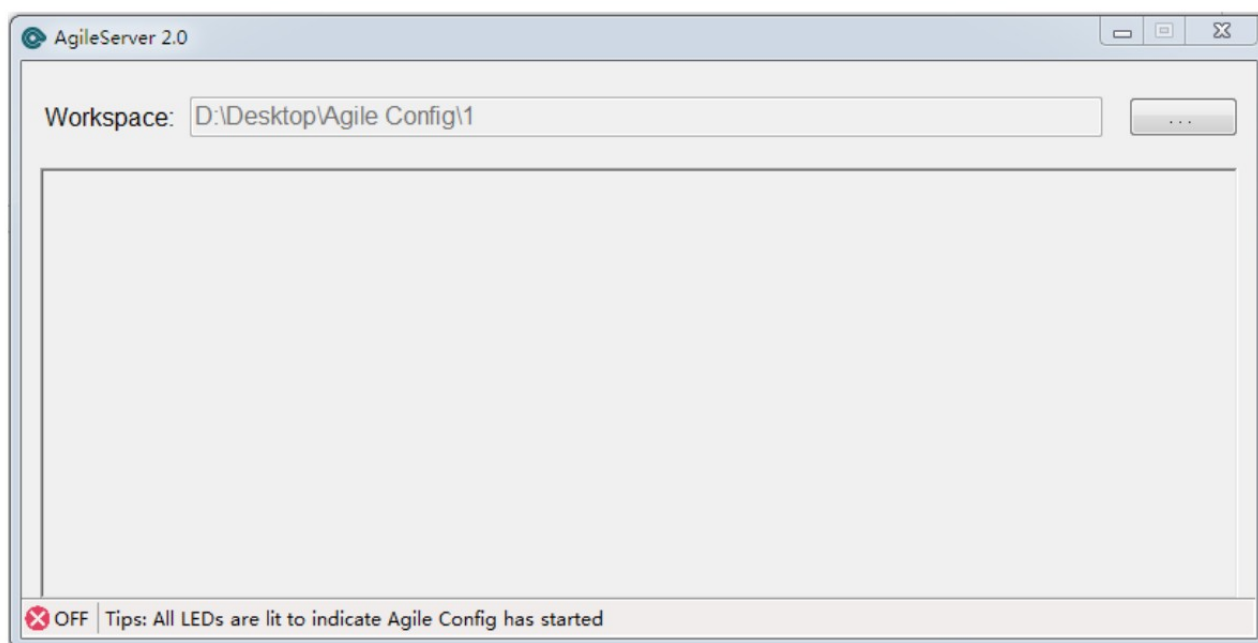 AgileServer 2.0
Workspace: D:\Desktop\Agile Config\1 ...
OFF Tips: All LEDs are lit to indicate Agile Config has started